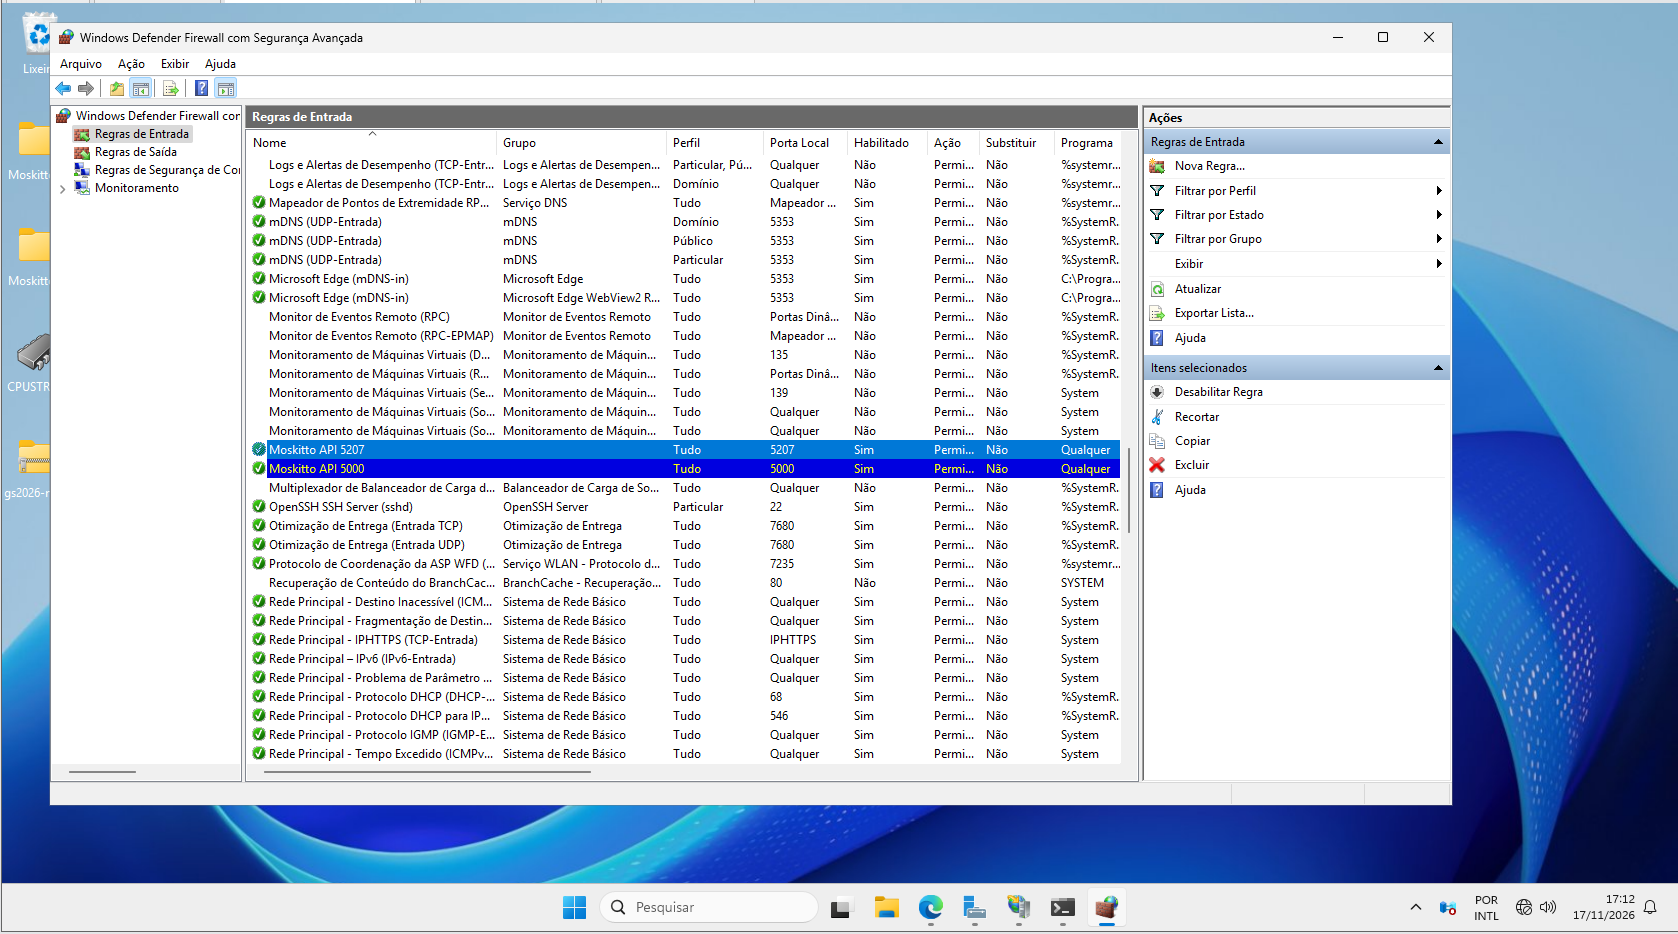 Lixeir
Moskitt
Moskitt
CPUSTR
gs2026-r
Windows Defender Firewall com Segurança Avançada
Arquivo Ação Exibir Ajuda
Windows Defender Firewall cor
Regras de Entrada
Regras de Saída
Regras de Segurança de Co
Monitoramento
Regras de Entrada
Nome Grupo Perfil Porta Local Habilitado Ação Substituir Programa
Logs e Alertas de Desempenho (TCP-Entr... Logs e Alertas de Desempen... Particular, Pú... Qualquer Não Permi... Não %systemr...
Logs e Alertas de Desempenho (TCP-Entr... Logs e Alertas de Desempen... Domínio Qualquer Não Permi... Não %systemr...
Mapeador de Pontos de Extremidade RP... Serviço DNS Tudo Mapeador ... Sim Permi... Não %systemr...
mDNS (UDP-Entrada) mDNS Domínio 5353 Sim Permi... Não %SystemR.
mDNS (UDP-Entrada) mDNS Público 5353 Sim Permi... Não %SystemR.
mDNS (UDP-Entrada) mDNS Particular 5353 Sim Permi... Não %SystemR.
Microsoft Edge (mDNS-in) Microsoft Edge Tudo 5353 Sim Permi... Não C:\Progra...
Microsoft Edge (mDNS-in) Microsoft Edge WebView2 R... Tudo 5353 Sim Permi... Não C:\Progra...
Monitor de Eventos Remoto (RPC) Monitor de Eventos Remoto Tudo Portas Dinâ... Não Permi... Não %SystemR.
Monitor de Eventos Remoto (RPC-EPMAP) Monitor de Eventos Remoto Tudo Mapeador ... Não Permi... Não %SystemR.
Monitoramento de Máquinas Virtuais (D... Monitoramento de Máquin... Tudo 135 Não Permi... Não %SystemR.
Monitoramento de Máquinas Virtuais (R... Monitoramento de Máquin... Tudo Portas Dinâ... Não Permi... Não %SystemR.
Monitoramento de Máquinas Virtuais (Se... Monitoramento de Máquin... Tudo 139 Não Permi... Não System
Monitoramento de Máquinas Virtuais (So... Monitoramento de Máquin... Tudo Qualquer Não Permi... Não System
Monitoramento de Máquinas Virtuais (So... Monitoramento de Máquin... Tudo Qualquer Não Permi... Não System
Moskitto API 5207 Tudo 5207 Sim Permi... Não Qualquer
Moskitto API 5000 Tudo 5000 Sim Permi... Não Qualquer
Multiplexador de Balanceador de Carga d... Balanceador de Carga de So... Tudo Qualquer Não Permi... Não %SystemR.
OpenSSH SSH Server (sshd) OpenSSH Server Particular 22 Sim Permi... Não %SystemR.
Otimização de Entrega (Entrada TCP) Otimização de Entrega Tudo 7680 Sim Permi... Não %SystemR.
Otimização de Entrega (Entrada UDP) Otimização de Entrega Tudo 7680 Sim Permi... Não %SystemR.
Protocolo de Coordenação da ASP WFD (... Serviço WLAN - Protocolo d... Tudo 7235 Sim Permi... Não %systemr...
Recuperação de Conteúdo do BranchCac... BranchCache - Recuperação... Tudo 80 Não Permi... Não SYSTEM
Rede Principal - Destino Inacessível (ICM... Sistema de Rede Básico Tudo Qualquer Sim Permi... Não System
Rede Principal - Fragmentação de Destin... Sistema de Rede Básico Tudo Qualquer Sim Permi... Não System
Rede Principal - IPHTTPS (TCP-Entrada) Sistema de Rede Básico Tudo IPHTTPS Sim Permi... Não System
Rede Principal – IPv6 (IPv6-Entrada) Sistema de Rede Básico Tudo Qualquer Sim Permi... Não System
Rede Principal - Problema de Parâmetro ... Sistema de Rede Básico Tudo Qualquer Sim Permi... Não System
Rede Principal - Protocolo DHCP (DHCP-... Sistema de Rede Básico Tudo 68 Sim Permi... Não %SystemR.
Rede Principal - Protocolo DHCP para IP... Sistema de Rede Básico Tudo 546 Sim Permi... Não %SystemR.
Rede Principal - Protocolo IGMP (IGMP-E... Sistema de Rede Básico Tudo Qualquer Sim Permi... Não System
Rede Principal - Tempo Excedido (ICMPv... Sistema de Rede Básico Tudo Qualquer Sim Permi... Não System
Ações
Regras de Entrada
Nova Regra...
Filtrar por Perfil
Filtrar por Estado
Filtrar por Grupo
Exibir
Atualizar
Exportar Lista...
Ajuda
Itens selecionados
Desabilitar Regra
Recortar
Copiar
Excluir
Ajuda
Pesquisar
POR
INTL
17:12
17/11/2026